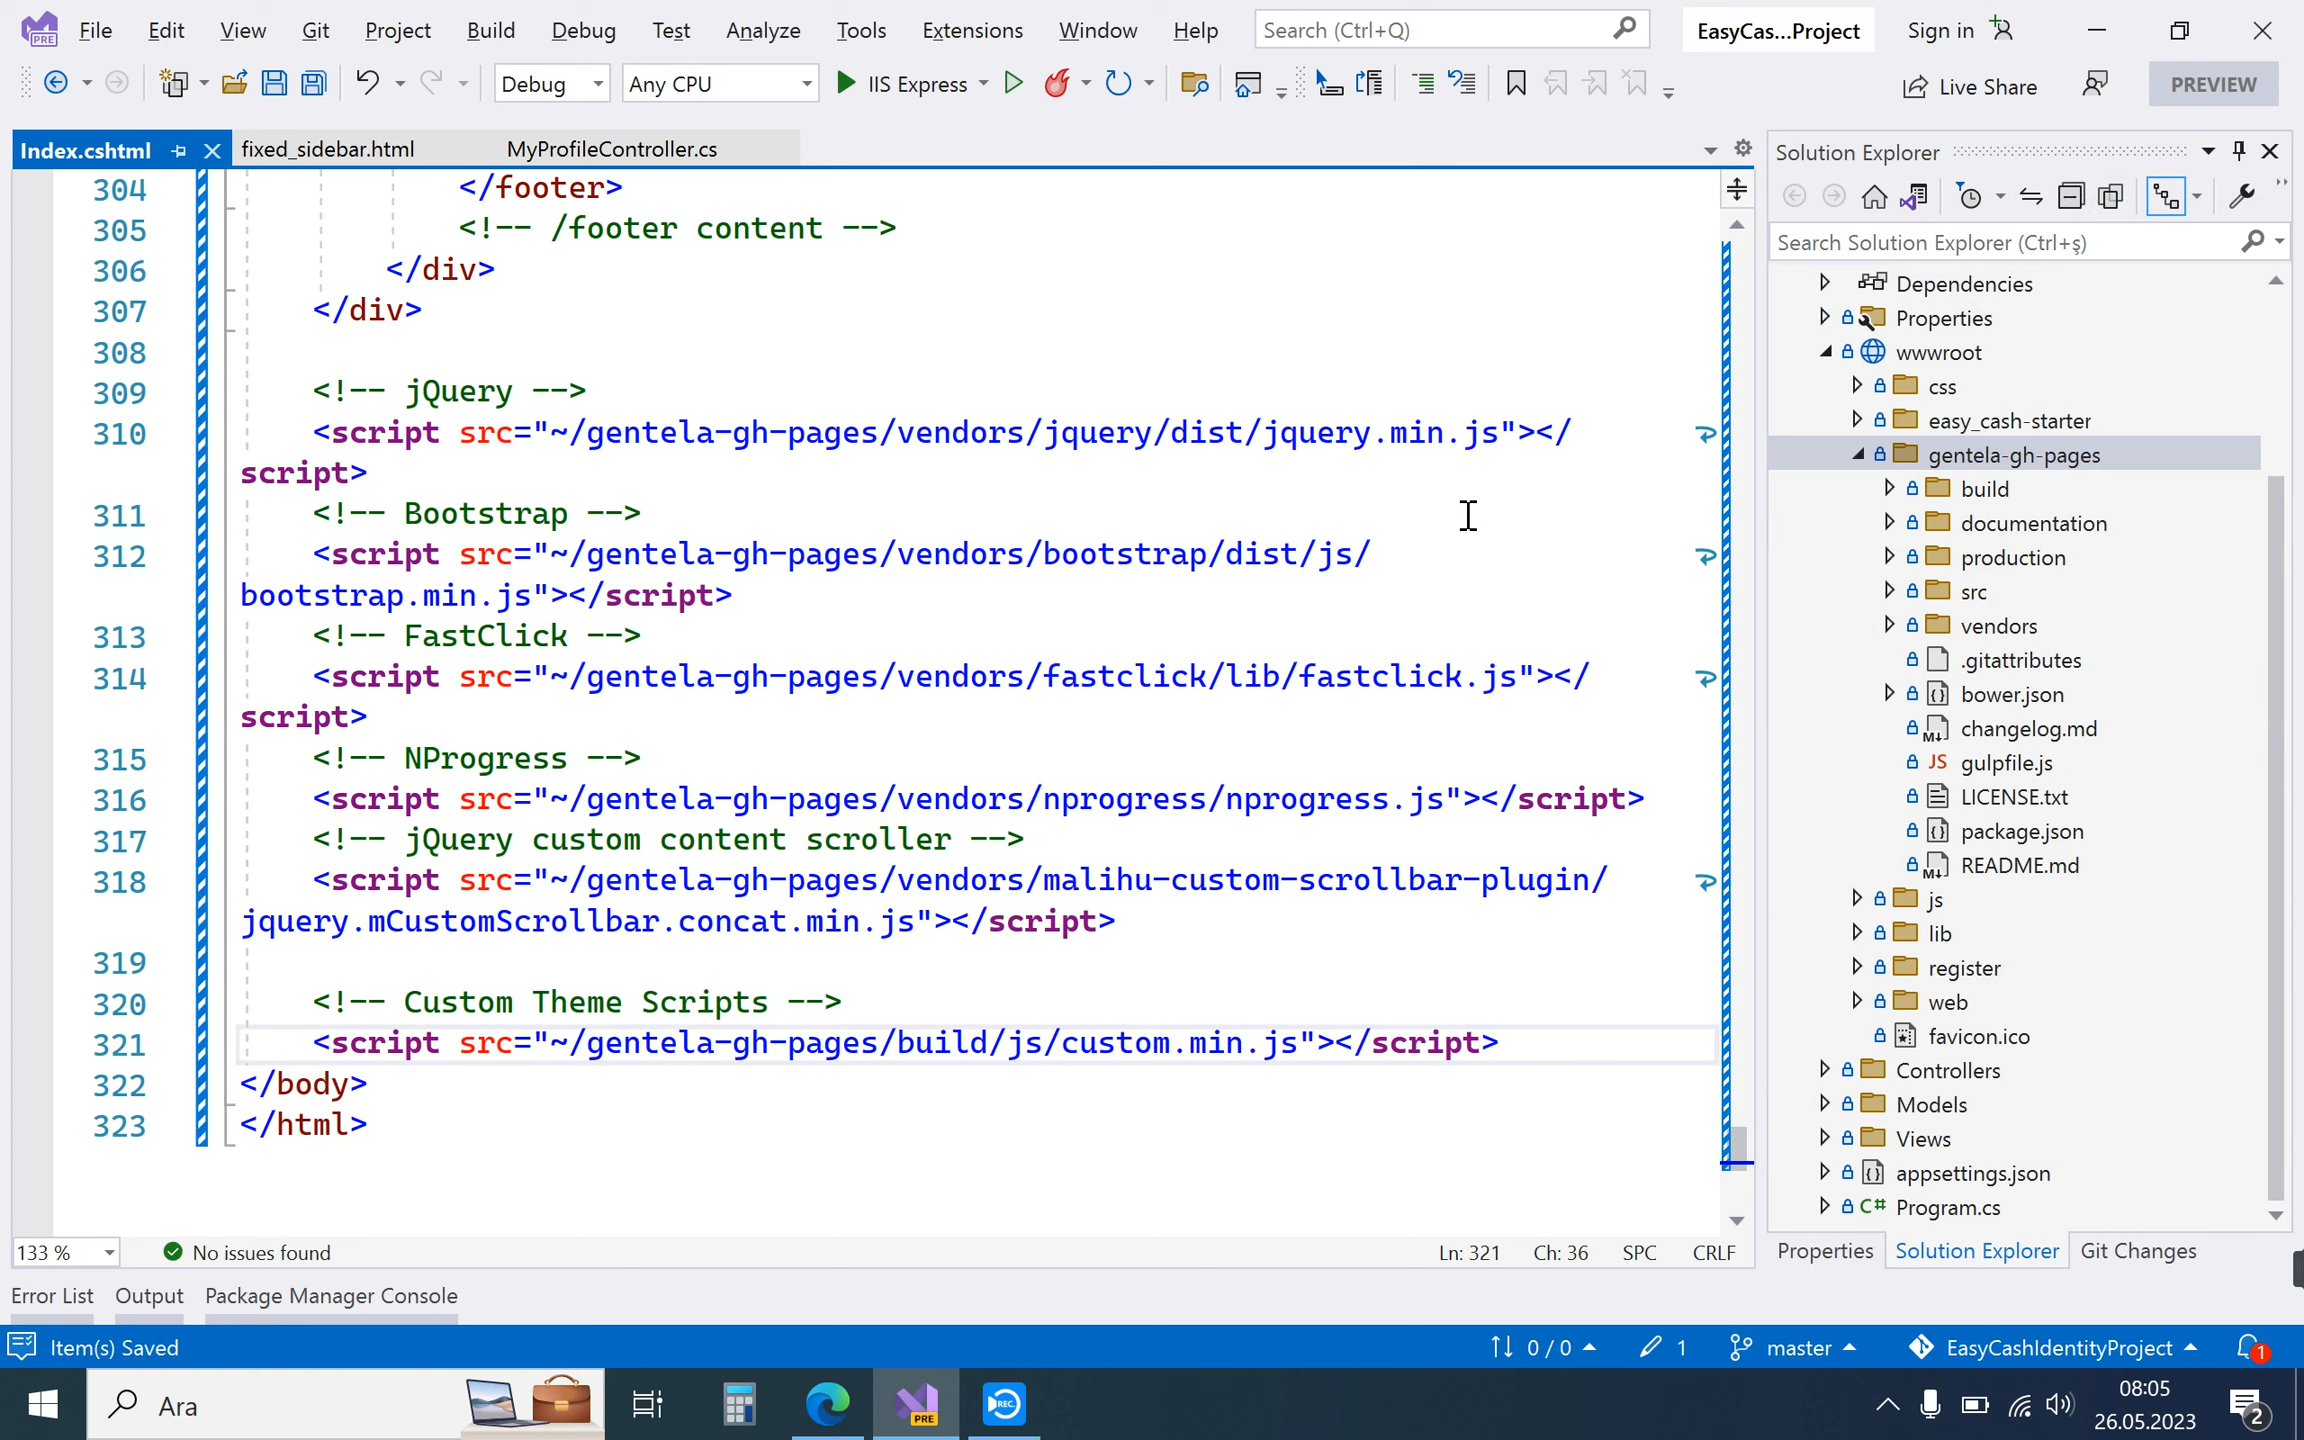 File Edit View Git Project Build Debug Test Tools Analyze Extensions Window Help Search (Ctrl+Q) EasyCas...Project Sign in
PRE
Debug Any CPU IIS Express Live Share PREVIEW
Index.cshtml fixed_sidebar.html MyProfileController.cs
304 </footer>
305 <!-- /footer content -->
306 </div>
307 </div>
308
309 <!-- jQuery -->
310 <script src="~/gentela-gh-pages/vendors/jquery/dist/jquery.min.js"></
script>
311 <!-- Bootstrap -->
312 <script src="~/gentela-gh-pages/vendors/bootstrap/dist/js/
bootstrap.min.js"></script>
313 <!-- FastClick -->
314 <script src="~/gentela-gh-pages/vendors/fastclick/lib/fastclick.js"></
script>
315 <!-- NProgress -->
316 <script src="~/gentela-gh-pages/vendors/nprogress/nprogress.js"></script>
317 <!-- jQuery custom content scroller -->
318 <script src="~/gentela-gh-pages/vendors/malihu-custom-scrollbar-plugin/
jquery.mCustomScrollbar.concat.min.js"></script>
319
320 <!-- Custom Theme Scripts -->
321 <script src="~/gentela-gh-pages/build/js/custom.min.js"></script>
322 </body>
323 </html>
133 % No issues found Ln: 321 Ch: 36 SPC CRLF
Solution Explorer
Search Solution Explorer (Ctrl+ş)
Dependencies
Properties
wwwroot
css
easy_cash-starter
gentela-gh-pages
build
documentation
production
src
vendors
.gitattributes
bower.json
changelog.md
JS gulpfile.js
LICENSE.txt
package.json
README.md
js
lib
register
web
favicon.ico
Controllers
Models
Views
appsettings.json
C# Program.cs
Properties Solution Explorer Git Changes
Error List Output Package Manager Console
Item(s) Saved 0 / 0 1 master EasyCashIdentityProject 1
Ara PRE REC 08:05
26.05.2023 2